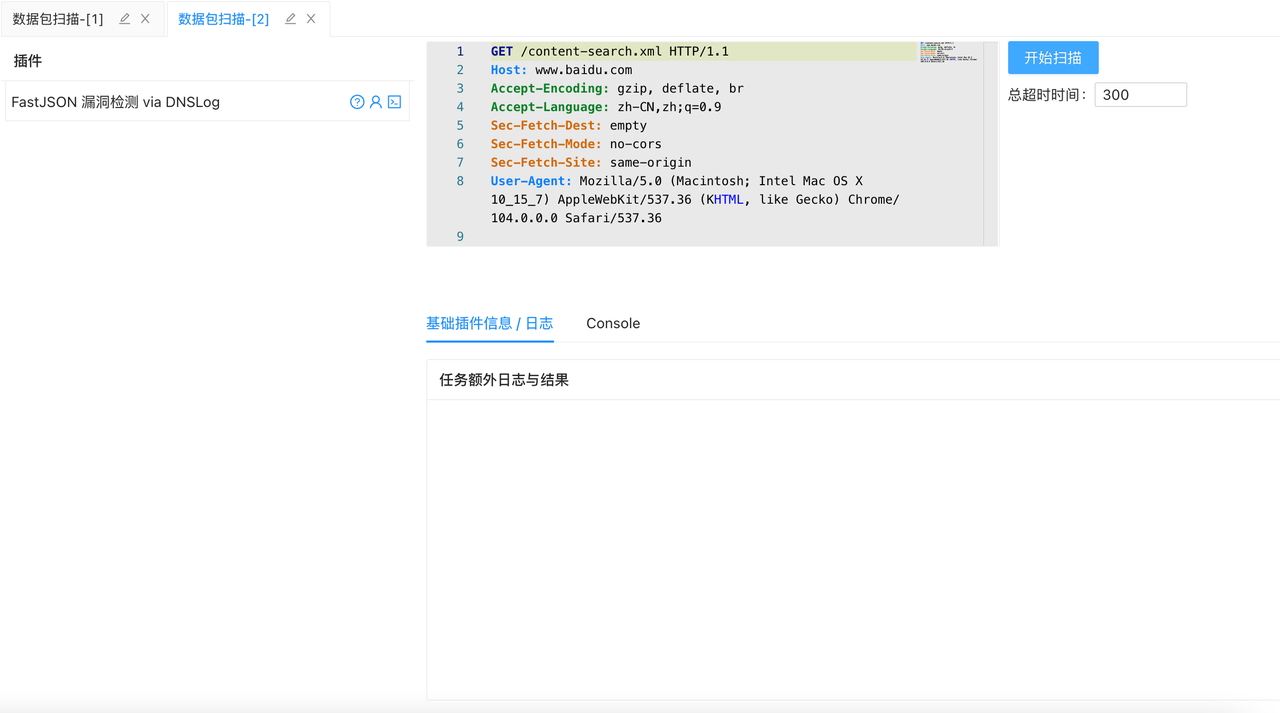 数据包扫描-[1]
数据包扫描-[2]
插件
FastJSON 漏洞检测 via DNSLog
1 GET /content-search.xml HTTP/1.1
2 Host: www.baidu.com
3 Accept-Encoding: gzip, deflate, br
4 Accept-Language: zh-CN,zh;q=0.9
5 Sec-Fetch-Dest: empty
6 Sec-Fetch-Mode: no-cors
7 Sec-Fetch-Site: same-origin
8 User-Agent: Mozilla/5.0 (Macintosh; Intel Mac OS X
10_15_7) AppleWebKit/537.36 (KHTML, like Gecko) Chrome/
104.0.0.0 Safari/537.36
9
开始扫描
总超时时间: 300
基础插件信息 / 日志
Console
任务额外日志与结果